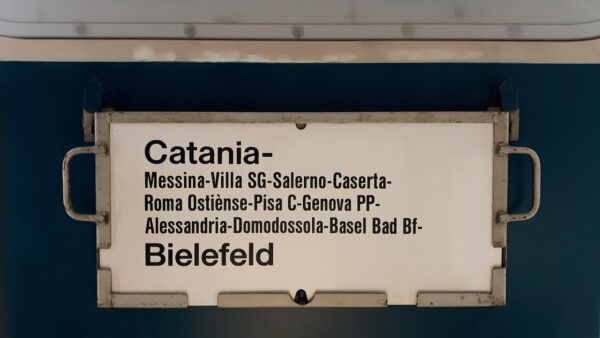 Catania-
Messina-Villa SG-Salerno-Caserta-
Roma Ostiènse-Pisa C-Genova PP-
Alessandria-Domodossola-Basel Bad Bf-
Bielefeld